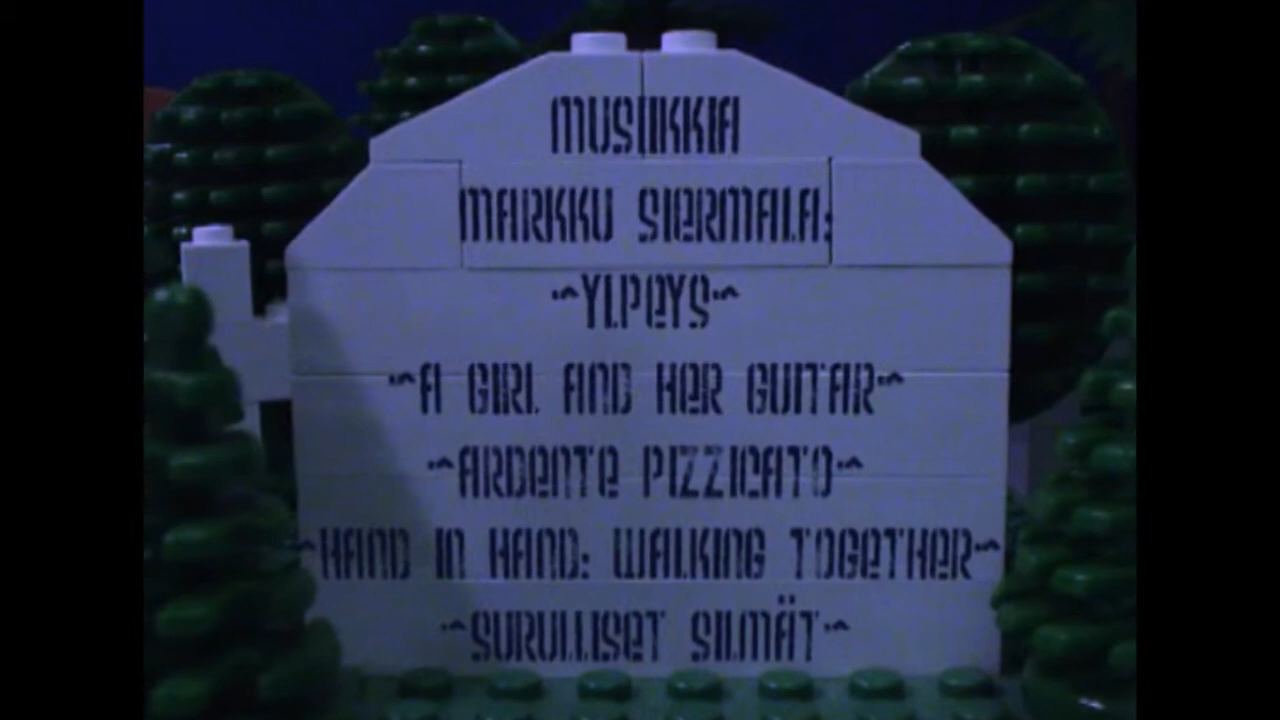 MUSIIKKIA
MARKKU SIERMALA:
~YLPEYS~
~A GIRL AND HER GUITAR~
~ARDENTE PIZZICATO~
~HAND IN HAND: WALKING TOGETHER~
~SURULLISET SILMÄT~